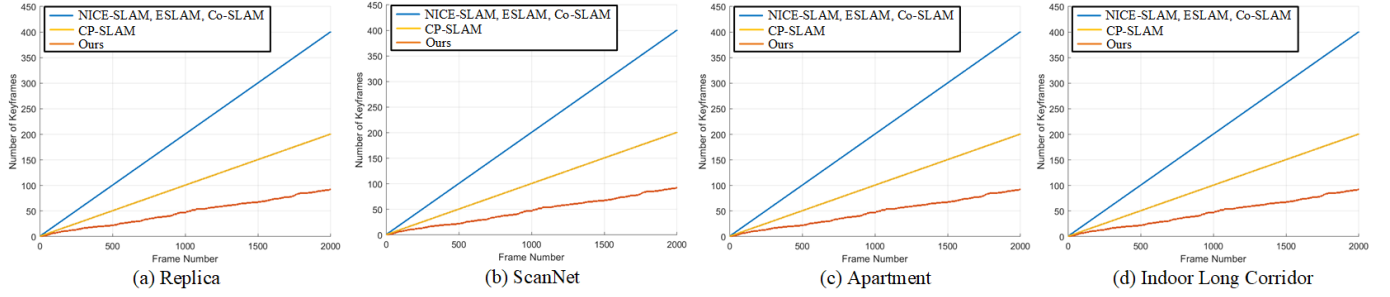 NICE-SLAM, ESLAM, Co-SLAM
CP-SLAM
Ours
Number of Keyframes
400
350
300
250
200
150
100
50
0
0 500 1000 1500 2000
Frame Number
(a) Replica
NICE-SLAM, ESLAM, Co-SLAM
CP-SLAM
Ours
Number of Keyframes
400
350
300
250
200
150
100
50
0
0 500 1000 1500 2000
Frame Number
(b) ScanNet
NICE-SLAM, ESLAM, Co-SLAM
CP-SLAM
Ours
Number of Keyframes
400
350
300
250
200
150
100
50
0
0 500 1000 1500 2000
Frame Number
(c) Apartment
NICE-SLAM, ESLAM, Co-SLAM
CP-SLAM
Ours
Number of Keyframes
400
350
300
250
200
150
100
50
0
0 500 1000 1500 2000
Frame Number
(d) Indoor Long Corridor